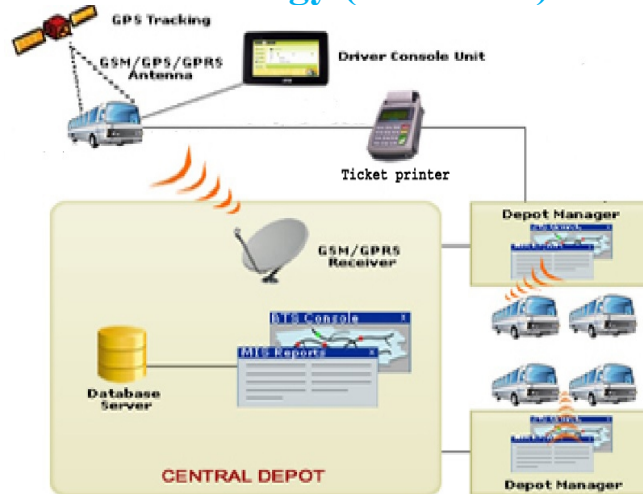 GPS Tracking
GSM/GPS/GPRS
Antenna
Driver Console Unit
Ticket printer
Depot Manager
GSM/GPRS
Receiver
BTS Console
MIS Reports
Database
Server
CENTRAL DEPOT
Depot Manager